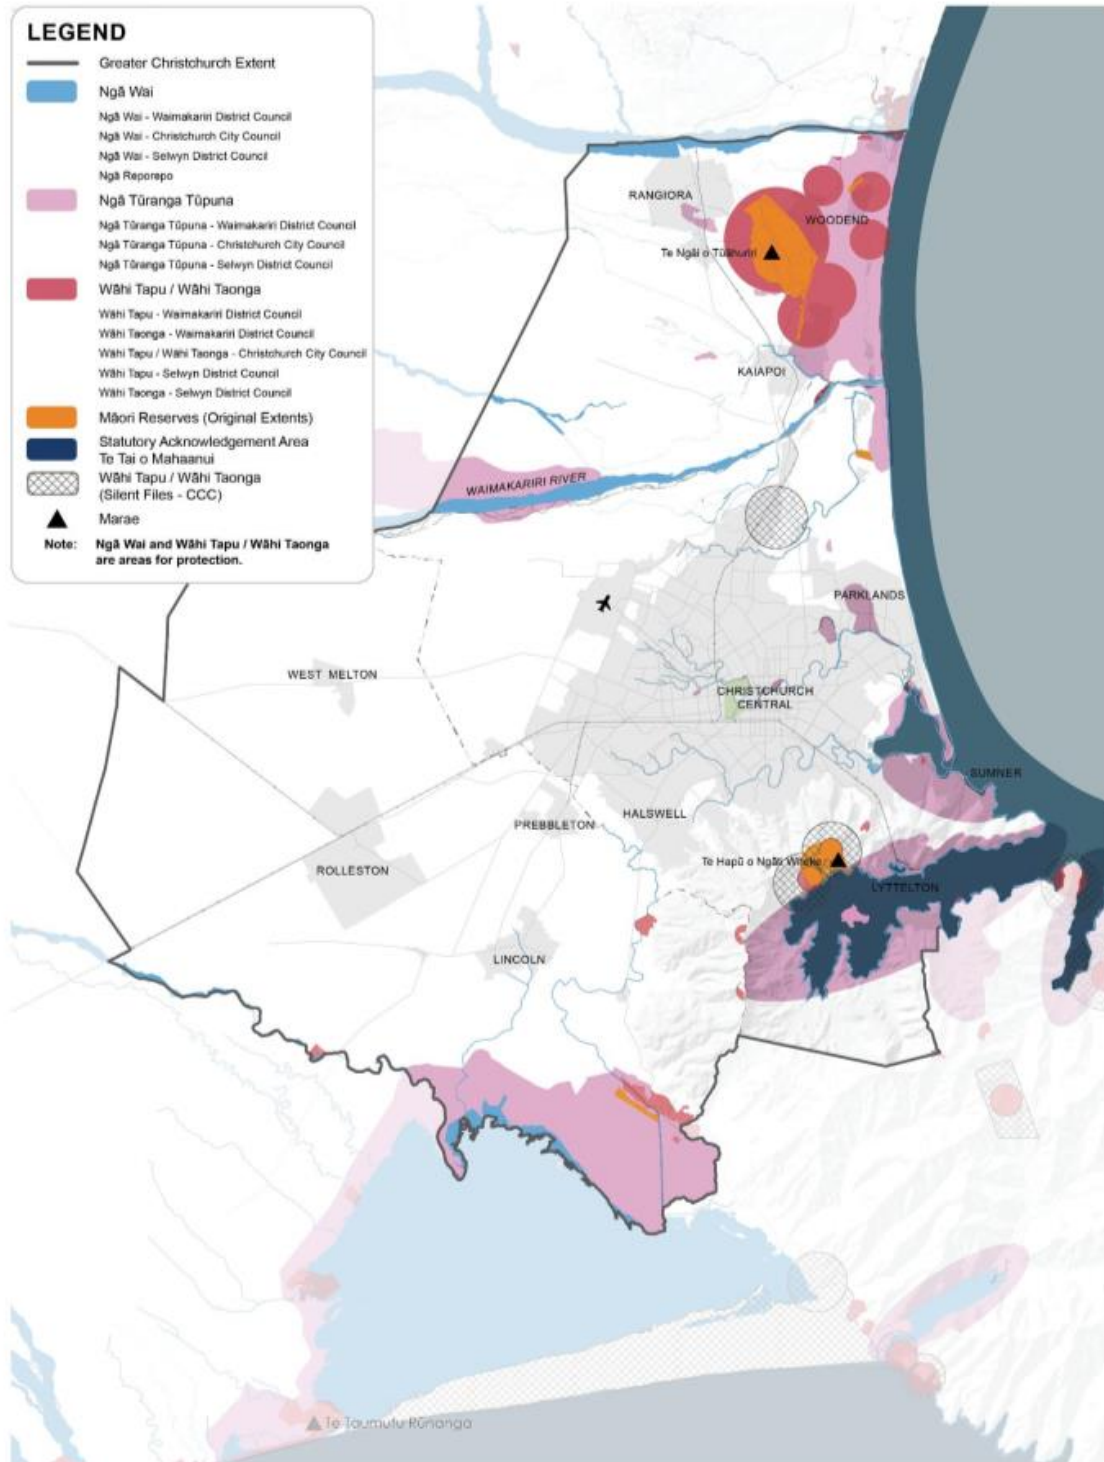 LEGEND
Greater Christchurch Extent
Ngā Wai
Ngā Wai - Waimakariri District Council
Ngā Wai - Christchurch City Council
Ngā Wai - Selwyn District Council
Ngā Reporepo
Ngā Tūranga Tūpuna
Ngā Tūranga Tūpuna - Waimakariri District Council
Ngā Tūranga Tūpuna - Christchurch City Council
Ngā Tūranga Tūpuna - Selwyn District Council
Wāhi Tapu / Wāhi Taonga
Wāhi Tapu - Waimakariri District Council
Wāhi Taonga - Waimakariri District Council
Wāhi Tapu / Wāhi Taonga - Christchurch City Council
Wāhi Tapu - Selwyn District Council
Wāhi Taonga - Selwyn District Council
Māori Reserves (Original Extents)
Statutory Acknowledgement Area
Te Tai o Mahaanui
Wāhi Tapu / Wāhi Taonga
(Silent Files - CCC)
Marae
Note: Ngā Wai and Wāhi Tapu / Wāhi Taonga
are areas for protection.
RANGIORA
WOODEND
Te Ngāi o Tūāhuriri
KAIAPOI
WAIMAKARIRI RIVER
PARKLANDS
WEST MELTON
CHRISTCHURCH
CENTRAL
SUMNER
HALSWELL
PREBBLETON
Te Hapū o Ngāti Wheke
ROLLESTON
LYTTELTON
LINCOLN
Te Taumutu Rūnanga